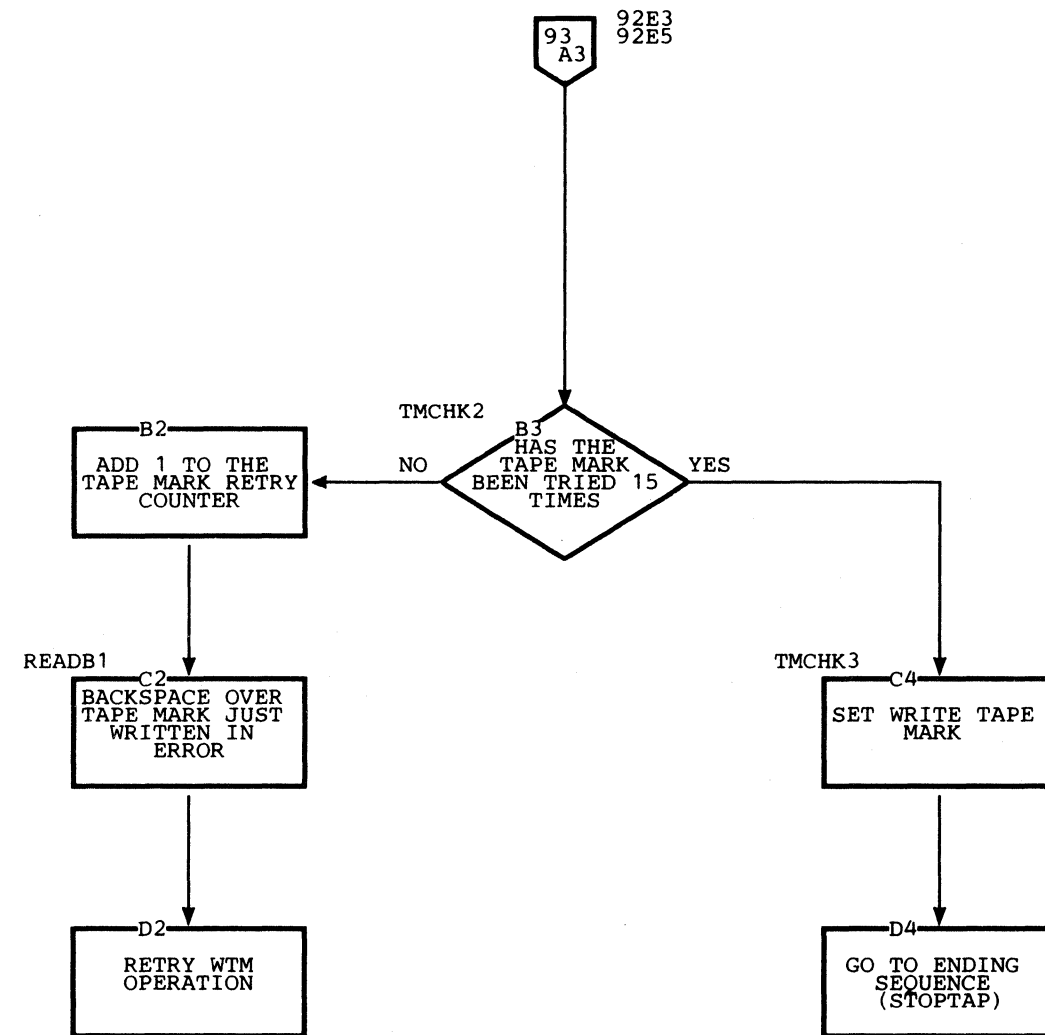 93
A3
92E3
92E5
TMCHK2
B3
HAS THE
TAPE MARK
BEEN TRIED 15
TIMES
NO
YES
B2
ADD 1 TO THE
TAPE MARK RETRY
COUNTER
READB1
C2
BACKSPACE OVER
TAPE MARK JUST
WRITTEN IN
ERROR
TMCHK3
C4
SET WRITE TAPE
MARK
D2
RETRY WTM
OPERATION
D4
GO TO ENDING
SEQUENCE
(STOPTAP)